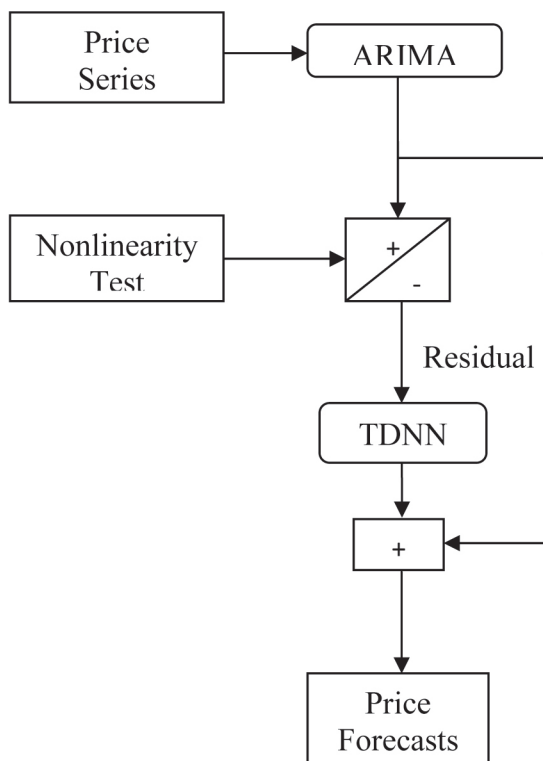 Price
Series
ARIMA
+
-
Nonlinearity
Test
Residual
TDNN
+
Price
Forecasts